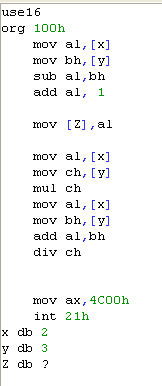 use16
org 100h
mov al,[x]
mov bh,[y]
sub al,bh
add al, 1
mov [Z],al
mov al,[x]
mov ch,[y]
mul ch
mov al,[x]
mov bh,[y]
add al,bh
div ch
mov ax,4C00h
int 21h
x db 2
y db 3
Z db ?